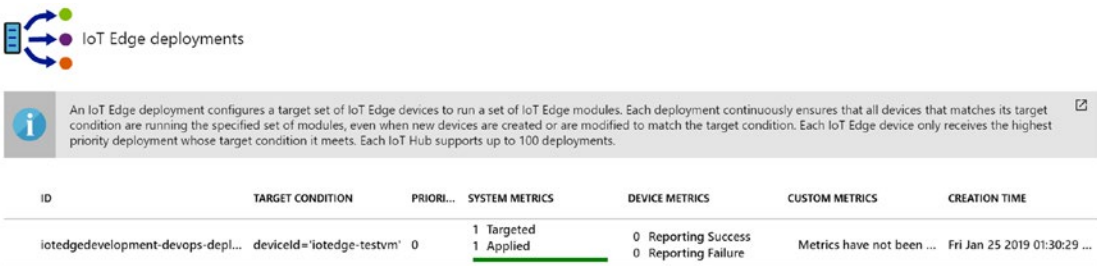 IoT Edge deployments
An IoT Edge deployment configures a target set of IoT Edge devices to run a set of IoT Edge modules. Each deployment continuously ensures that all devices that matches its target
condition are running the specified set of modules, even when new devices are created or are modified to match the target condition. Each IoT Edge device only receives the highest
priority deployment whose target condition it meets. Each IoT Hub supports up to 100 deployments.
ID TARGET CONDITION PRIORI... SYSTEM METRICS DEVICE METRICS CUSTOM METRICS CREATION TIME
iotedgedevelopment-devops-depl... deviceId='iotedge-testvm' 0 1 Targeted 0 Reporting Success Metrics have not been ... Fri Jan 25 2019 01:30:29 ...
1 Applied 0 Reporting Failure